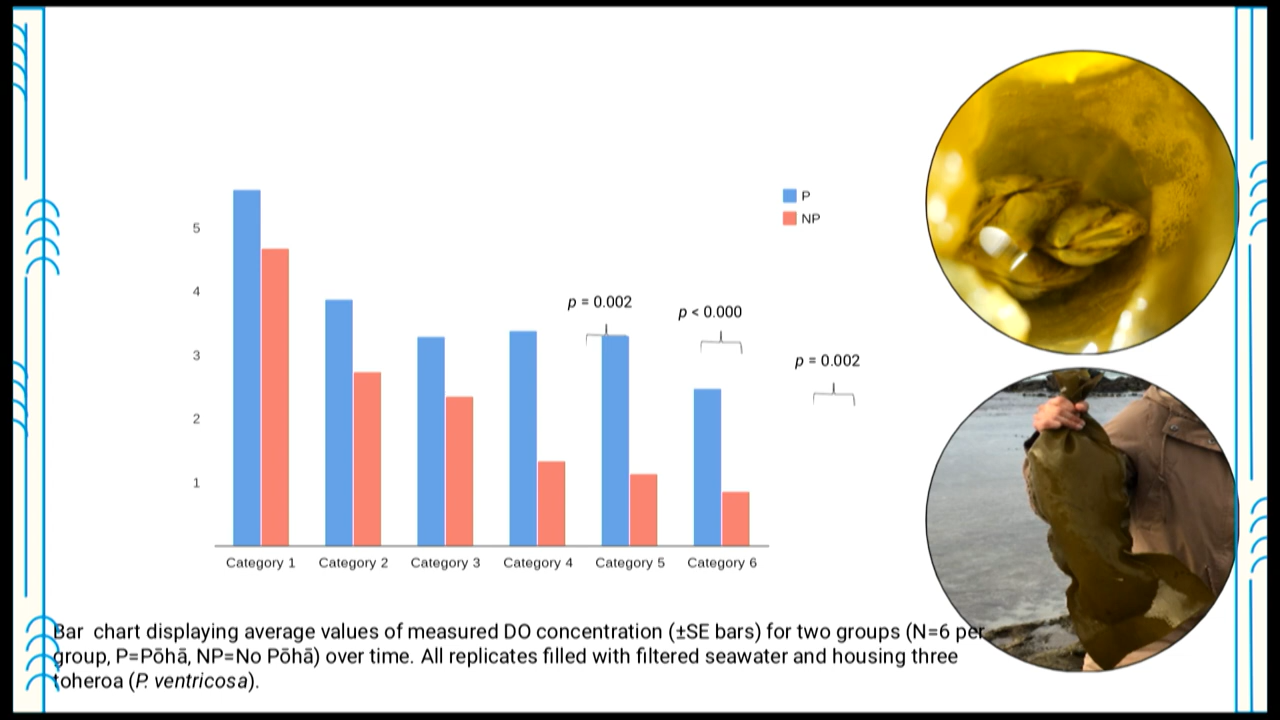 P
NP
5
4
3
2
1
p = 0.002
p < 0.000
p = 0.002
Category 1
Category 2
Category 3
Category 4
Category 5
Category 6
Bar chart displaying average values of measured DO concentration (±SE bars) for two groups (N=6 per
group, P=Pōhā, NP=No Pōhā) over time. All replicates filled with filtered seawater and housing three
toheroa (P. ventricosa).